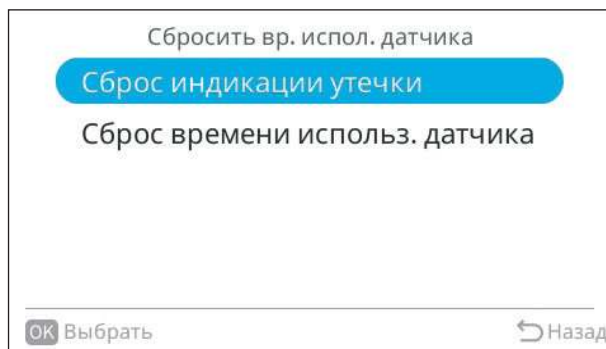 Сбросить вр. испол. датчика
Сброс индикации утечки
Сброс времени использ. датчика
OK Выбрать
Назад